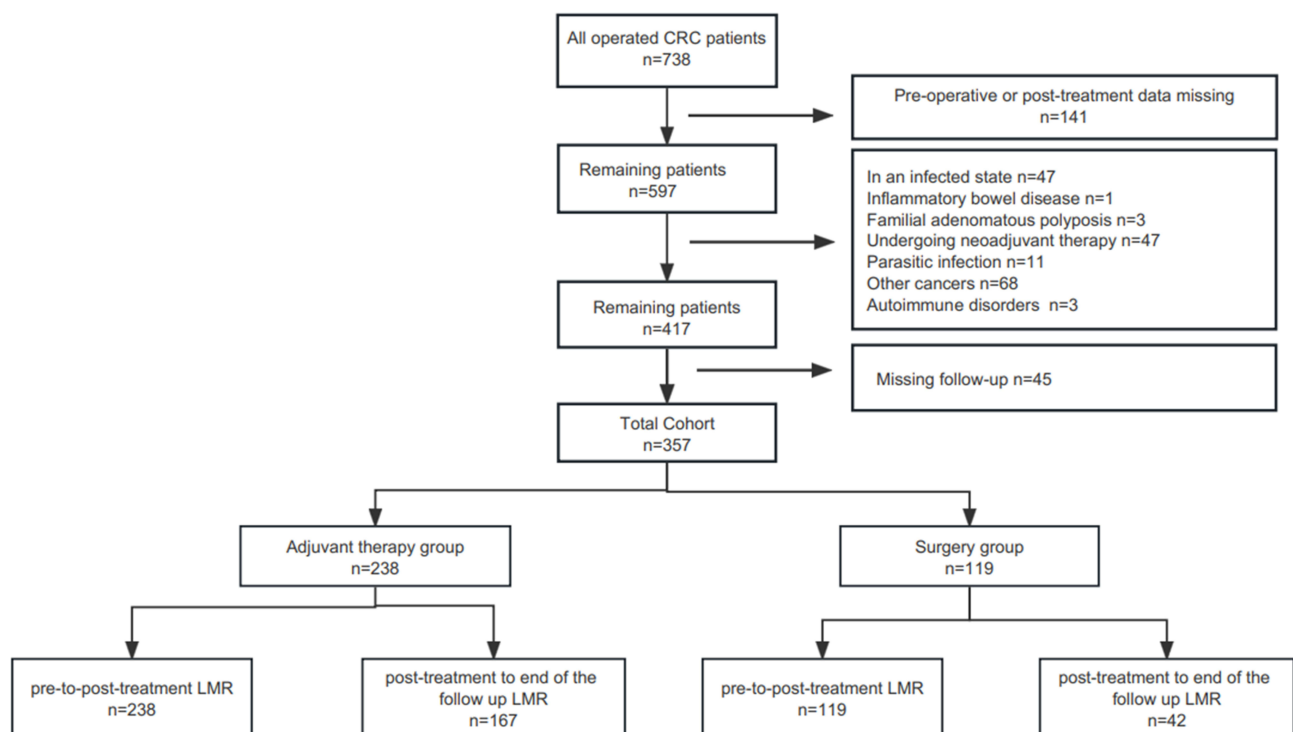 All operated CRC patients
n=738
Pre-operative or post-treatment data missing
n=141
Remaining patients
n=597
In an infected state n=47
Inflammatory bowel disease n=1
Familial adenomatous polyposis n=3
Undergoing neoadjuvant therapy n=47
Parasitic infection n=11
Other cancers n=68
Autoimmune disorders n=3
Remaining patients
n=417
Missing follow-up n=45
Total Cohort
n=357
Adjuvant therapy group
n=238
Surgery group
n=119
pre-to-post-treatment LMR
n=238
post-treatment to end of the
follow up LMR
n=167
pre-to-post-treatment LMR
n=119
post-treatment to end of the
follow up LMR
n=42